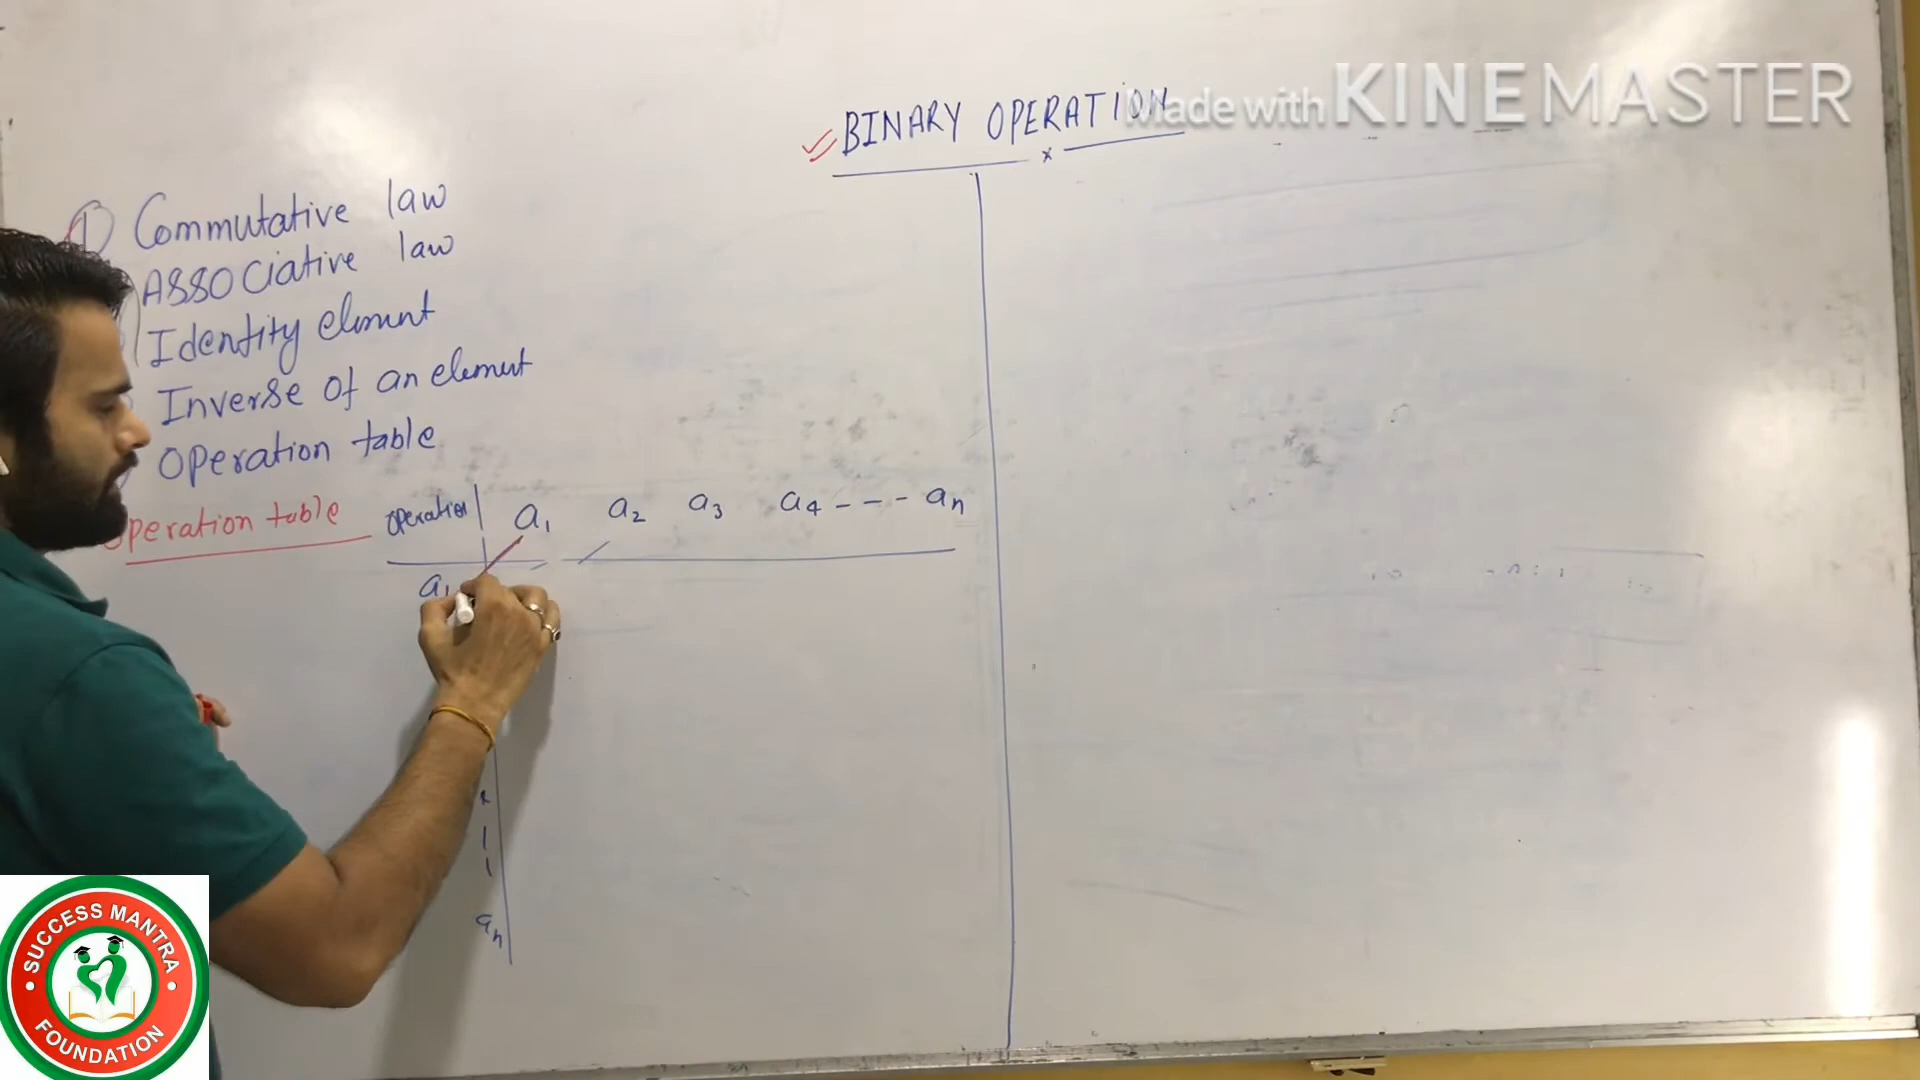 Made with KINEMASTER
BINARY OPERATION
1 Commutative law
Associative law
Identity element
Inverse of an element
Operation table
operation table
operation a1 a2 a3 a4 - - - an
a1
an
SUCCESS MANTRA
FOUNDATION